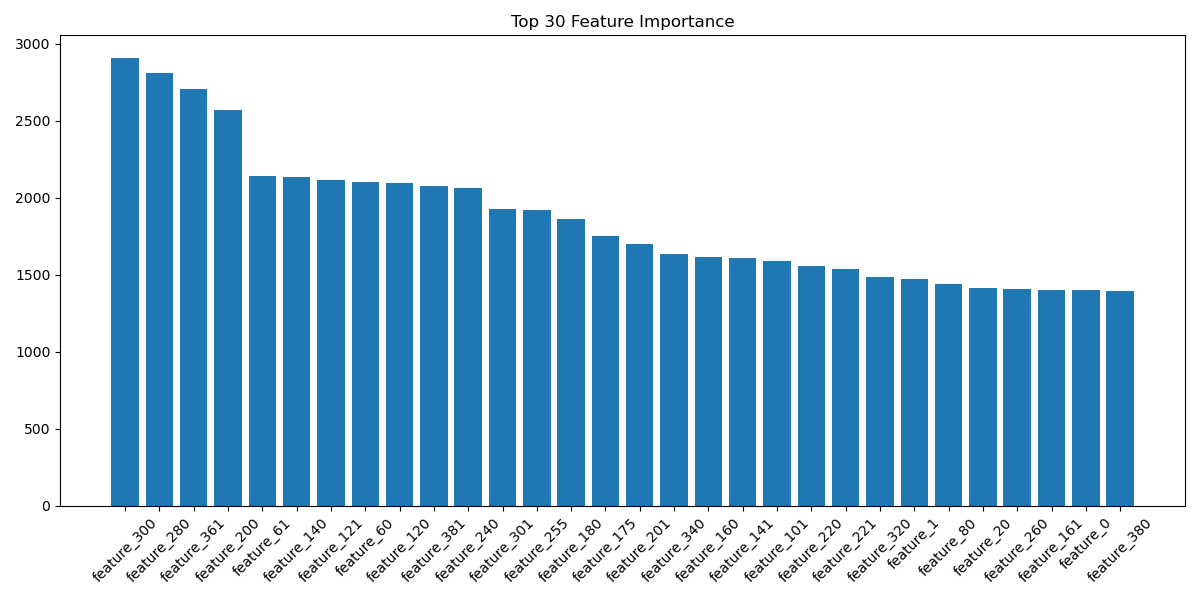 Top 30 Feature Importance
3000
2500
2000
1500
1000
500
0
feature_300
feature_280
feature_361
feature_200
feature_61
feature_140
feature_121
feature_60
feature_120
feature_381
feature_240
feature_301
feature_255
feature_180
feature_175
feature_201
feature_340
feature_160
feature_141
feature_101
feature_220
feature_221
feature_320
feature_1
feature_80
feature_20
feature_260
feature_161
feature_0
feature_380